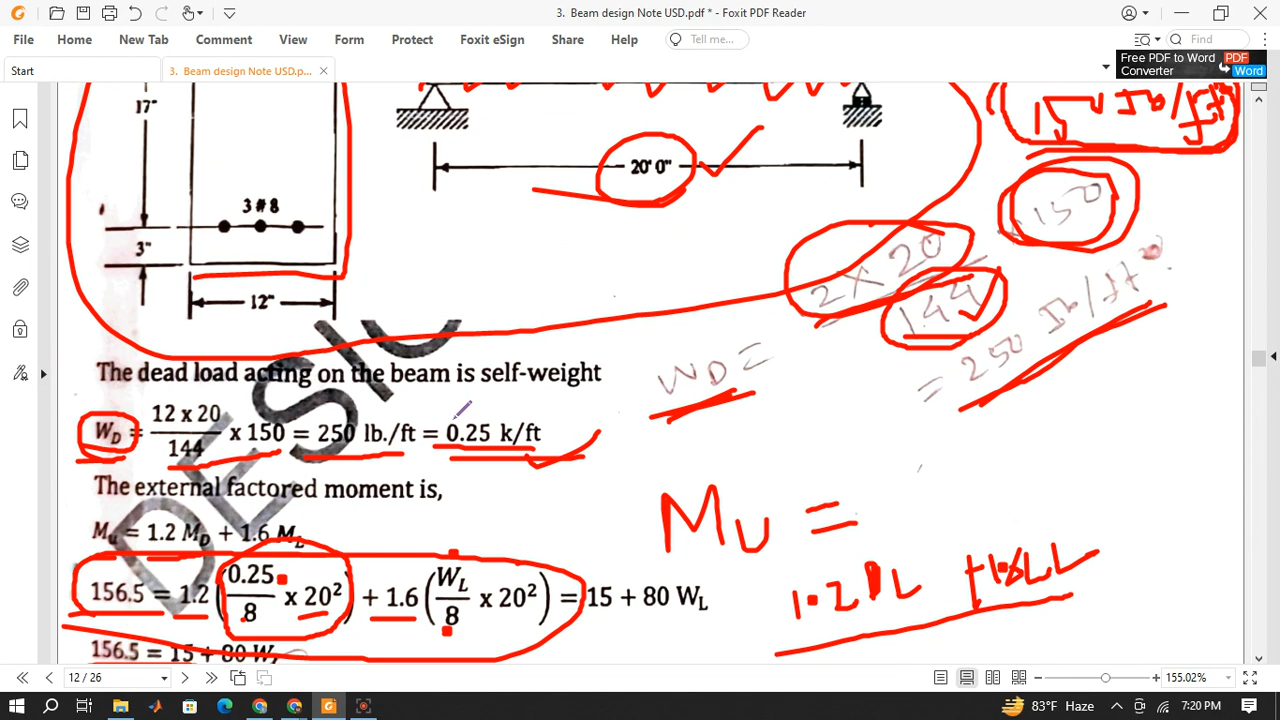 3. Beam design Note USD.pdf * - Foxit PDF Reader
File Home New Tab Comment View Form Protect Foxit eSign Share Help Tell me... Find
Start 3. Beam design Note USD.p... Free PDF to Word Converter PDF Word
17"
20' 0"
lb/ft
x 150
3 # 8
3"
12"
12 x 20
144
= 250 lb/ft
WD =
DESIG
The dead load acting on the beam is self-weight
WD = 12 x 20 / 144 x 150 = 250 lb./ft = 0.25 k/ft
The external factored moment is,
Mu = 1.2 MD + 1.6 ML
MU =
1.2DL +1.6LL
156.5 = 1.2 (0.25 / 8 x 20²) + 1.6 (WL / 8 x 20²) = 15 + 80 WL
156.5 = 15 + 80 W
12 / 26 155.02%
83°F Haze 7:20 PM